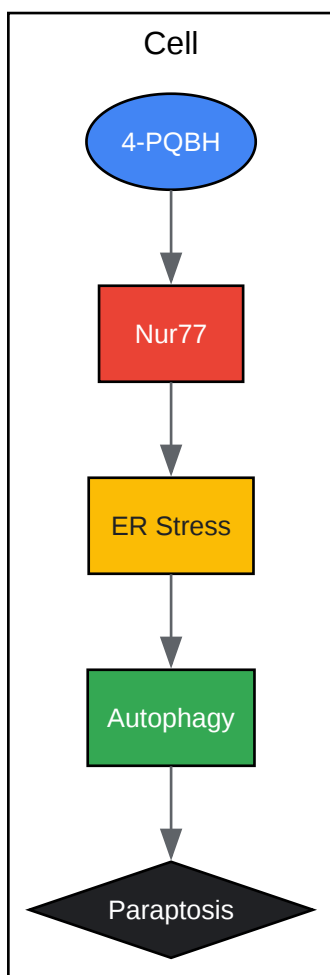 Cell
4-PQBH
Nur77
ER Stress
Autophagy
Paraptosis